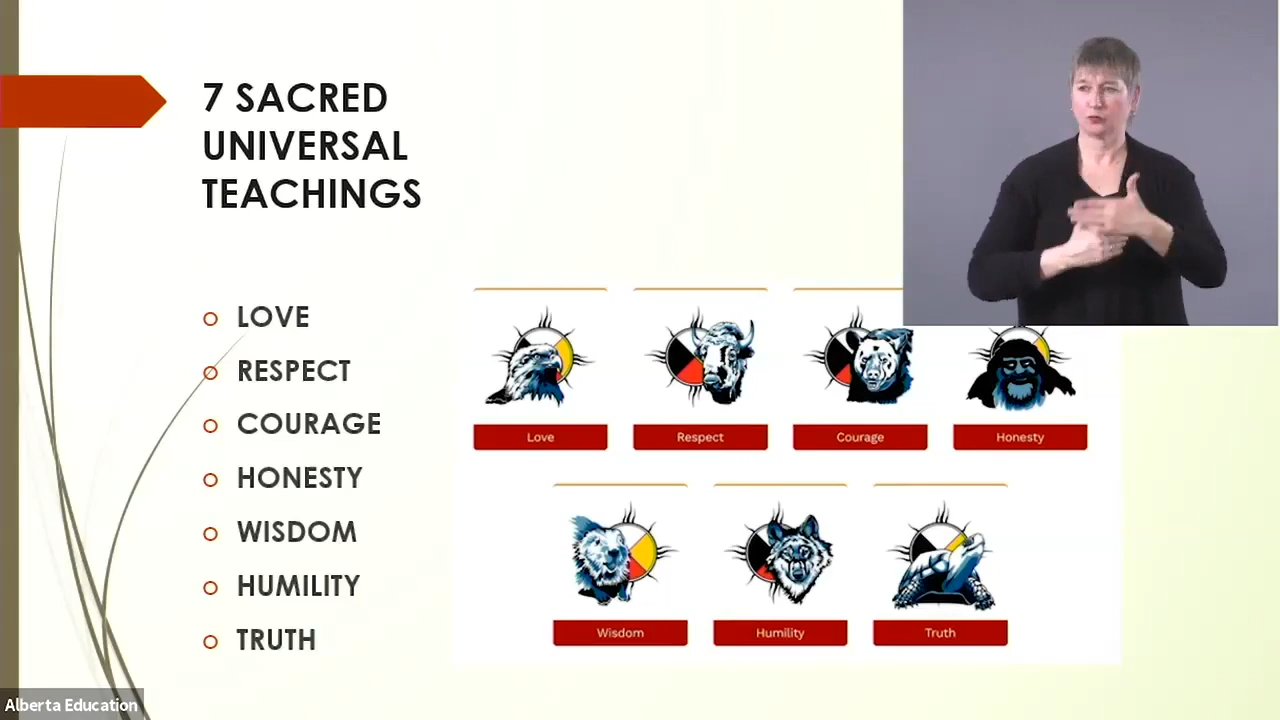 7 SACRED
UNIVERSAL
TEACHINGS
LOVE
RESPECT
COURAGE
HONESTY
WISDOM
HUMILITY
TRUTH
Love
Respect
Courage
Honesty
Wisdom
Humility
Truth
Alberta Education